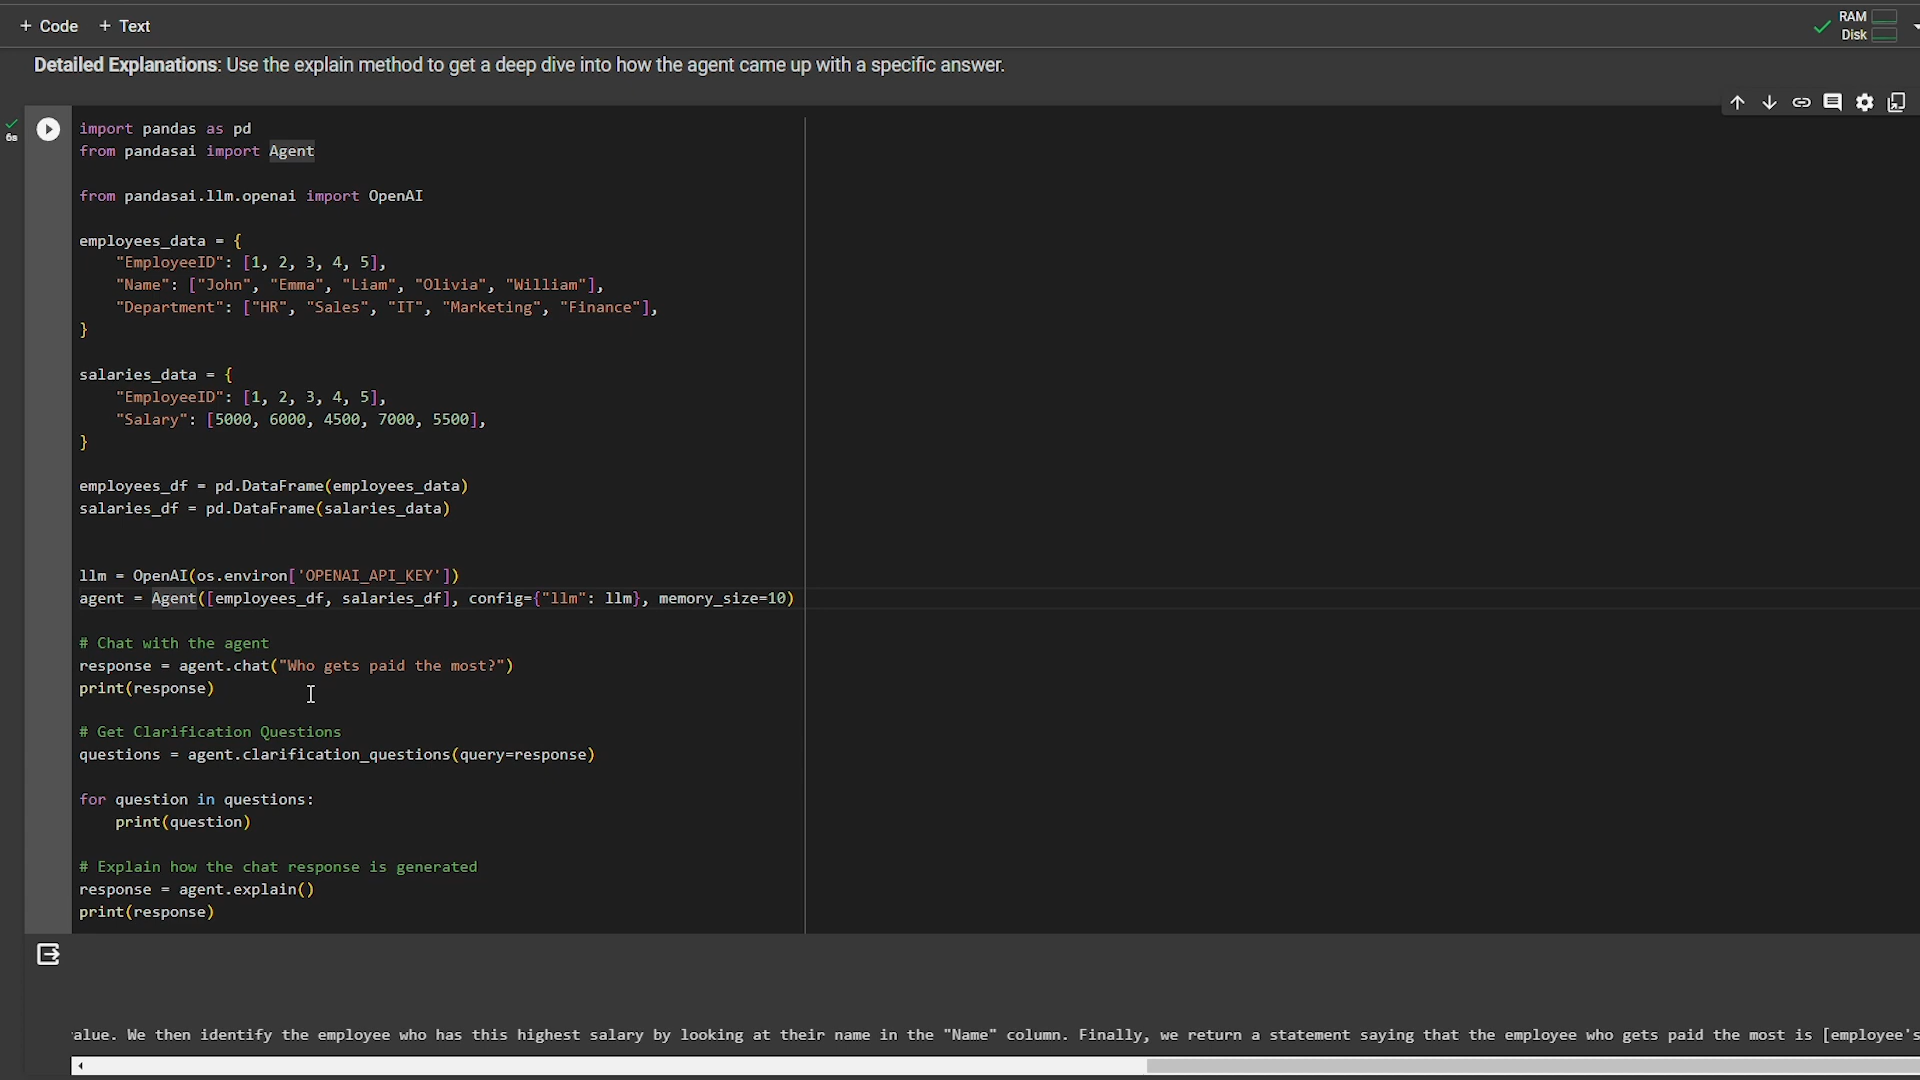 + Code + Text
RAM
Disk
Detailed Explanations: Use the explain method to get a deep dive into how the agent came up with a specific answer.
6s
import pandas as pd
from pandasai import Agent
from pandasai.llm.openai import OpenAI
employees_data = {
"EmployeeID": [1, 2, 3, 4, 5],
"Name": ["John", "Emma", "Liam", "Olivia", "William"],
"Department": ["HR", "Sales", "IT", "Marketing", "Finance"],
}
salaries_data = {
"EmployeeID": [1, 2, 3, 4, 5],
"Salary": [5000, 6000, 4500, 7000, 5500],
}
employees_df = pd.DataFrame(employees_data)
salaries_df = pd.DataFrame(salaries_data)
llm = OpenAI(os.environ['OPENAI_API_KEY'])
agent = Agent([employees_df, salaries_df], config={"llm": llm}, memory_size=10)
# Chat with the agent
response = agent.chat("Who gets paid the most?")
print(response)
# Get Clarification Questions
questions = agent.clarification_questions(query=response)
for question in questions:
print(question)
# Explain how the chat response is generated
response = agent.explain()
print(response)
alue. We then identify the employee who has this highest salary by looking at their name in the "Name" column. Finally, we return a statement saying that the employee who gets paid the most is [employee's